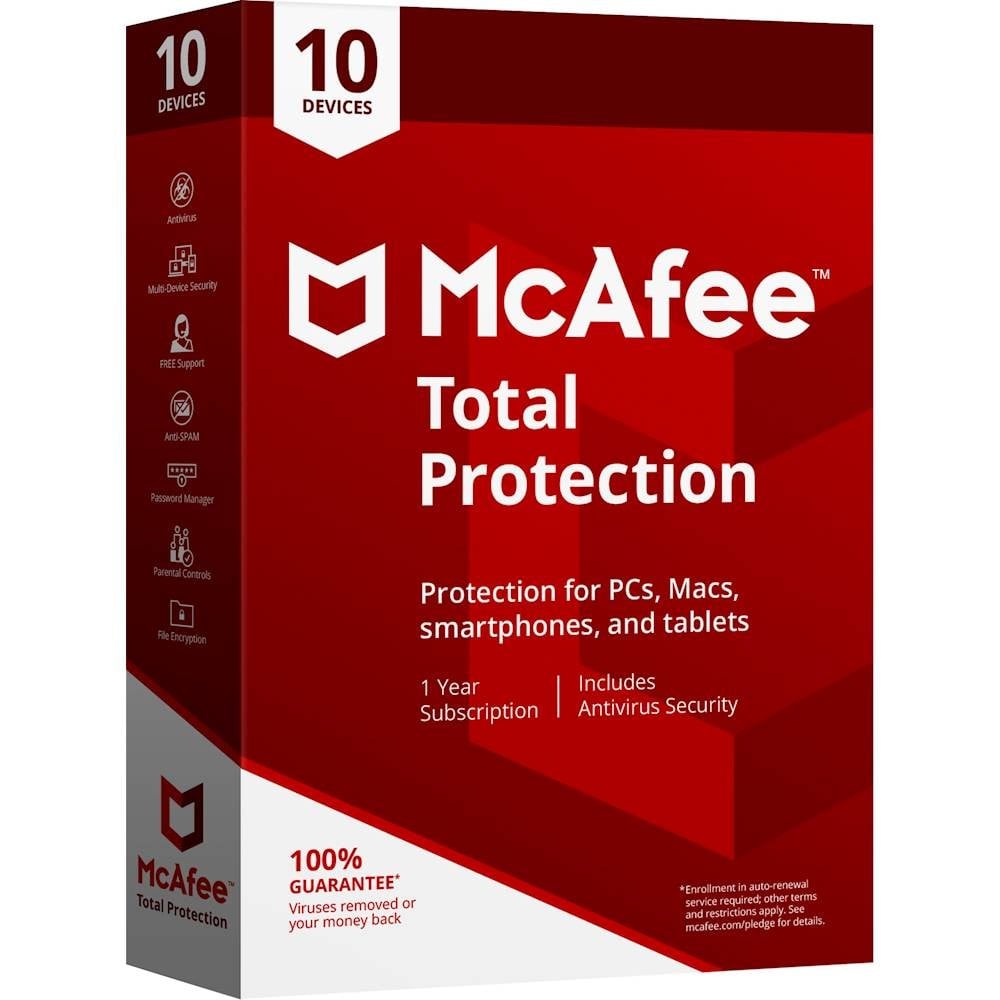 10
DEVICES
Antivirus
Multi-Device Security
FREE Support
Anti-SPAM
Password Manager
Parental Controls
File Encryption
McAfee™
Total Protection
10
DEVICES
McAfee™
Total
Protection
Protection for PCs, Macs,
smartphones, and tablets
1 Year
Subscription
Includes
Antivirus Security
100%
GUARANTEE*
Viruses removed or
your money back
*Enrollment in auto-renewal
service required; other terms
and restrictions apply. See
mcafee.com/pledge for details.